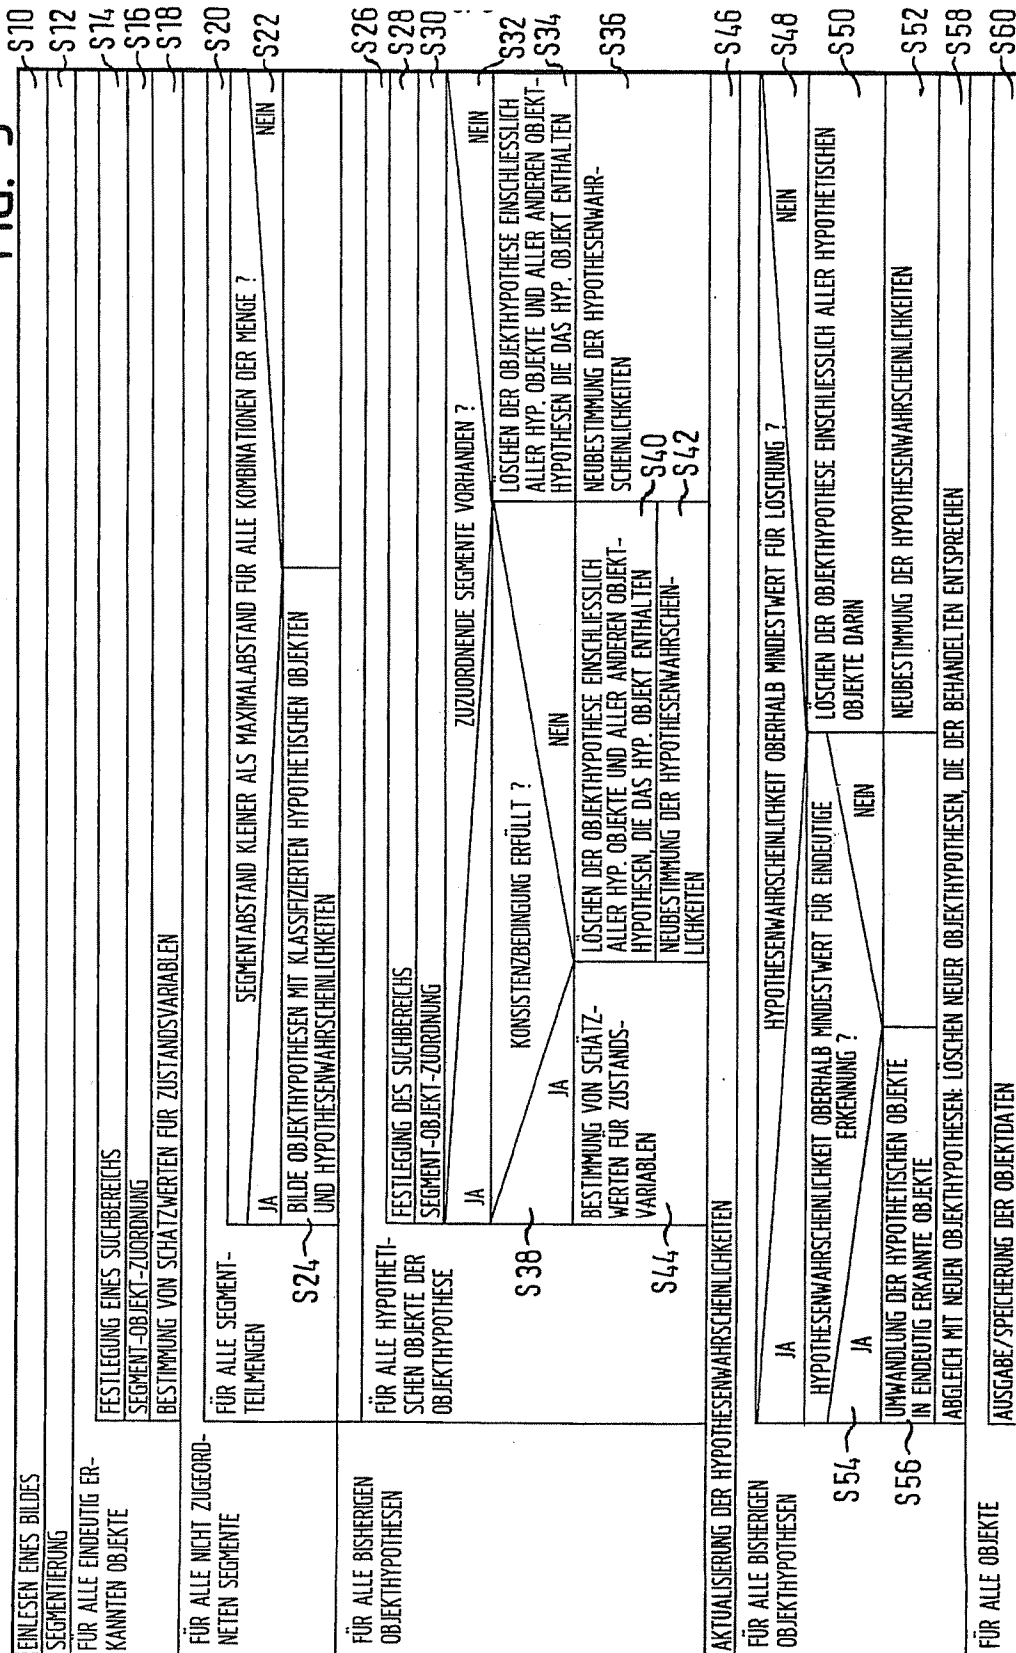 EINLESEN EINES BILDES
S10
SEGMENTIERUNG
S12
FÜR ALLE EINDEUTIG ER-
KANNTEN OBJEKTE
FESTLEGUNG EINES SUCHBEREICHS
S14
SEGMENT-OBJEKT-ZUORDNUNG
S16
BESTIMMUNG VON SCHÄTZWERTEN FÜR ZUSTANDSVARIABLEN
S18
FÜR ALLE NICHT ZUGEORD-
NETEN SEGMENTE
S20
FÜR ALLE SEGMENT-
TEILMENGEN
SEGMENTABSTAND KLEINER ALS MAXIMALABSTAND FÜR ALLE KOMBINATIONEN DER MENGE ?
S22
JA
NEIN
BILDE OBJEKTHYPOTHESEN MIT KLASSIFIZIERTEN HYPOTHETISCHEN OBJEKTEN
UND HYPOTHESENWAHRSCHEINLICHKEITEN
S24
FÜR ALLE BISHERIGEN
OBJEKTHYPOTHESEN
S26
FÜR ALLE HYPOTHETI-
SCHEN OBJEKTE DER
OBJEKTHYPOTHESE
FESTLEGUNG DES SUCHBEREICHS
S28
SEGMENT-OBJEKT-ZUORDNUNG
S30
ZUZUORDNENDE SEGMENTE VORHANDEN ?
S32
JA
NEIN
KONSISTENZBEDINGUNG ERFÜLLT ?
S38
JA
NEIN
LÖSCHEN DER OBJEKTHYPOTHESE EINSCHLIESSLICH
ALLER HYP. OBJEKTE UND ALLER ANDEREN OBJEKT-
HYPOTHESEN DIE DAS HYP. OBJEKT ENTHALTEN
S34
NEUBESTIMMUNG DER HYPOTHESENWAHR-
SCHEINLICHKEITEN
S36
BESTIMMUNG VON SCHÄTZ-
WERTEN FÜR ZUSTANDS-
VARIABLEN
S44
LÖSCHEN DER OBJEKTHYPOTHESE EINSCHLIESSLICH
ALLER HYP. OBJEKTE UND ALLER ANDEREN OBJEKT-
HYPOTHESEN, DIE DAS HYP. OBJEKT ENTHALTEN
S40
NEUBESTIMMUNG DER HYPOTHESENWAHRSCHEIN-
LICHKEITEN
S42
AKTUALISIERUNG DER HYPOTHESENWAHRSCHEINLICHKEITEN
S46
FÜR ALLE BISHERIGEN
OBJEKTHYPOTHESEN
HYPOTHESENWAHRSCHEINLICHKEIT OBERHALB MINDESTWERT FÜR LÖSCHUNG ?
S48
JA
NEIN
HYPOTHESENWAHRSCHEINLICHKEIT OBERHALB MINDESTWERT FÜR EINDEUTIGE
ERKENNUNG ?
S54
JA
NEIN
LÖSCHEN DER OBJEKTHYPOTHESE EINSCHLIESSLICH ALLER HYPOTHETISCHEN
OBJEKTE DARIN
S50
UMWANDLUNG DER HYPOTHETISCHEN OBJEKTE
IN EINDEUTIG ERKANNTE OBJEKTE
S56
NEUBESTIMMUNG DER HYPOTHESENWAHRSCHEINLICHKEITEN
S52
ABGLEICH MIT NEUEN OBJEKTHYPOTHESEN: LÖSCHEN NEUER OBJEKTHYPOTHESEN, DIE DER BEHANDELTEN ENTSPRECHEN
S58
FÜR ALLE OBJEKTE
AUSGABE/SPEICHERUNG DER OBJEKTDATEN
S60